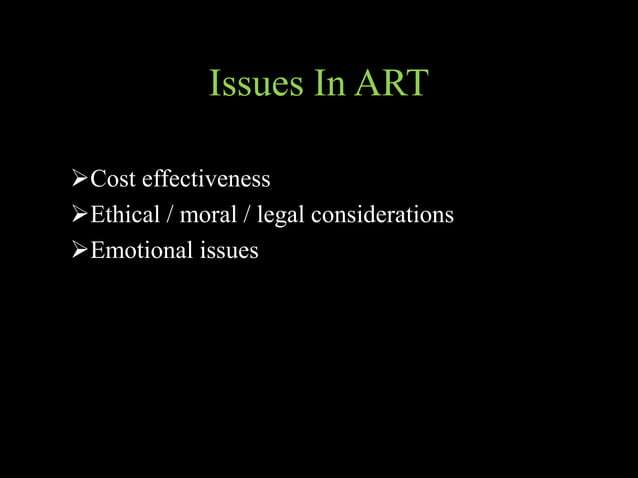 Issues In ART
➢Cost effectiveness
➢Ethical / moral / legal considerations
➢Emotional issues